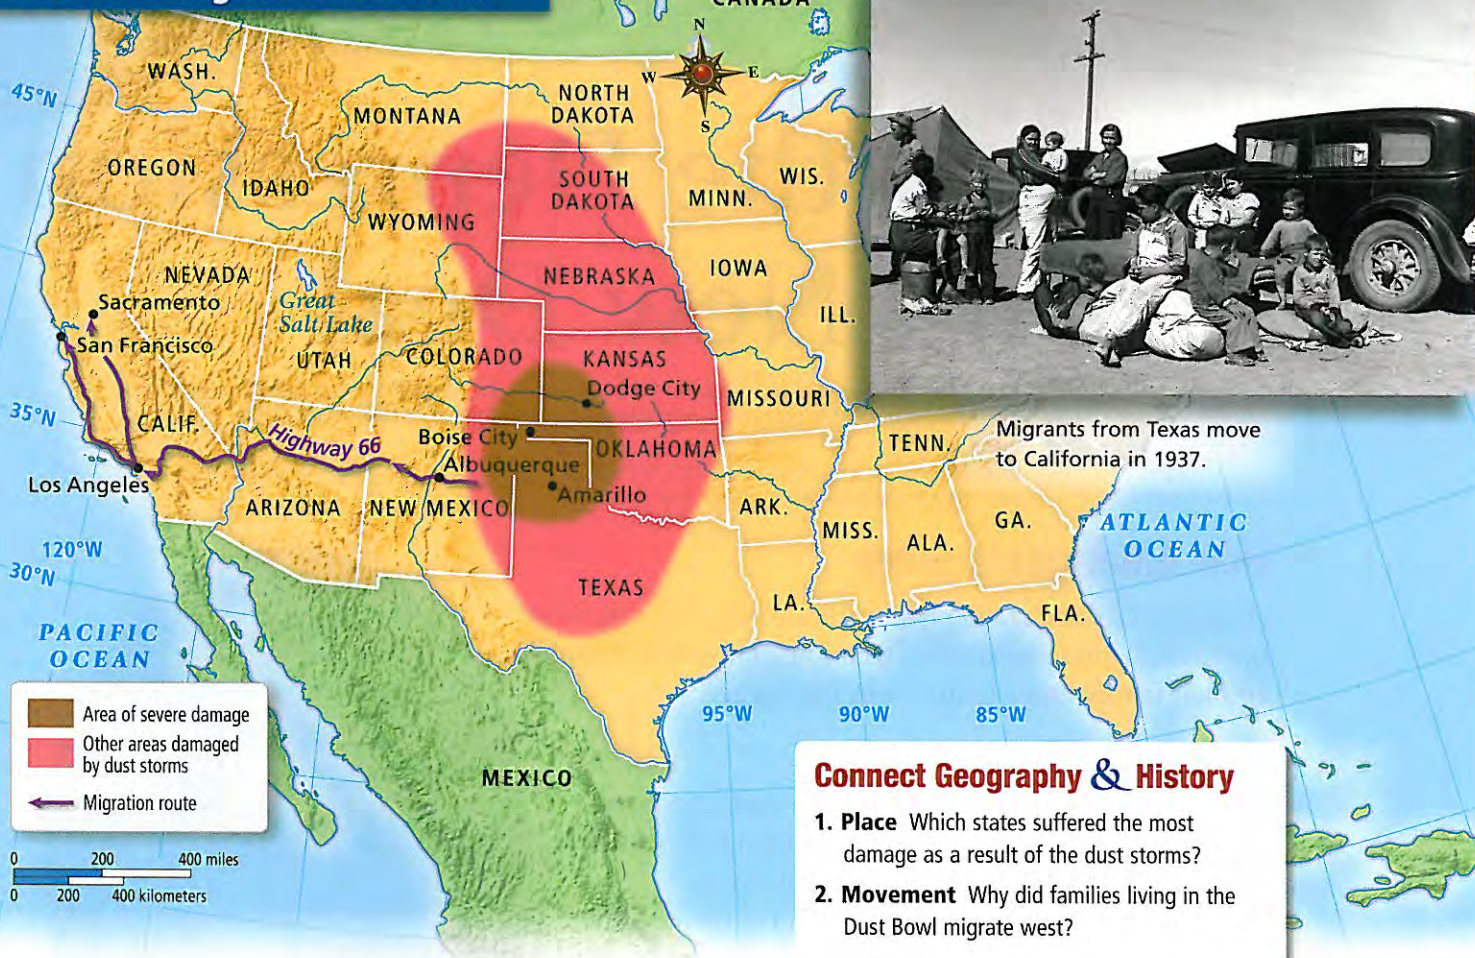 CANADA
N
W
E
S
45°N
WASH.
MONTANA
NORTH
DAKOTA
OREGON
IDAHO
SOUTH
DAKOTA
MINN.
WIS.
WYOMING
NEVADA
NEBRASKA
IOWA
Sacramento
Great
Salt Lake
ILL.
San Francisco
UTAH
COLORADO
KANSAS
Dodge City
MISSOURI
35°N
CALIF.
Highway 66
Boise City
OKLAHOMA
TENN.
Migrants from Texas move
to California in 1937.
Albuquerque
Los Angeles
Amarillo
ARIZONA
NEW MEXICO
ARK.
MISS.
ALA.
GA.
ATLANTIC
OCEAN
120°W
30°N
TEXAS
LA.
FLA.
PACIFIC
OCEAN
95°W
90°W
85°W
MEXICO
Area of severe damage
Other areas damaged
by dust storms
Migration route
0 200 400 miles
0 200 400 kilometers
Connect Geography & History
1. Place Which states suffered the most
damage as a result of the dust storms?
2. Movement Why did families living in the
Dust Bowl migrate west?